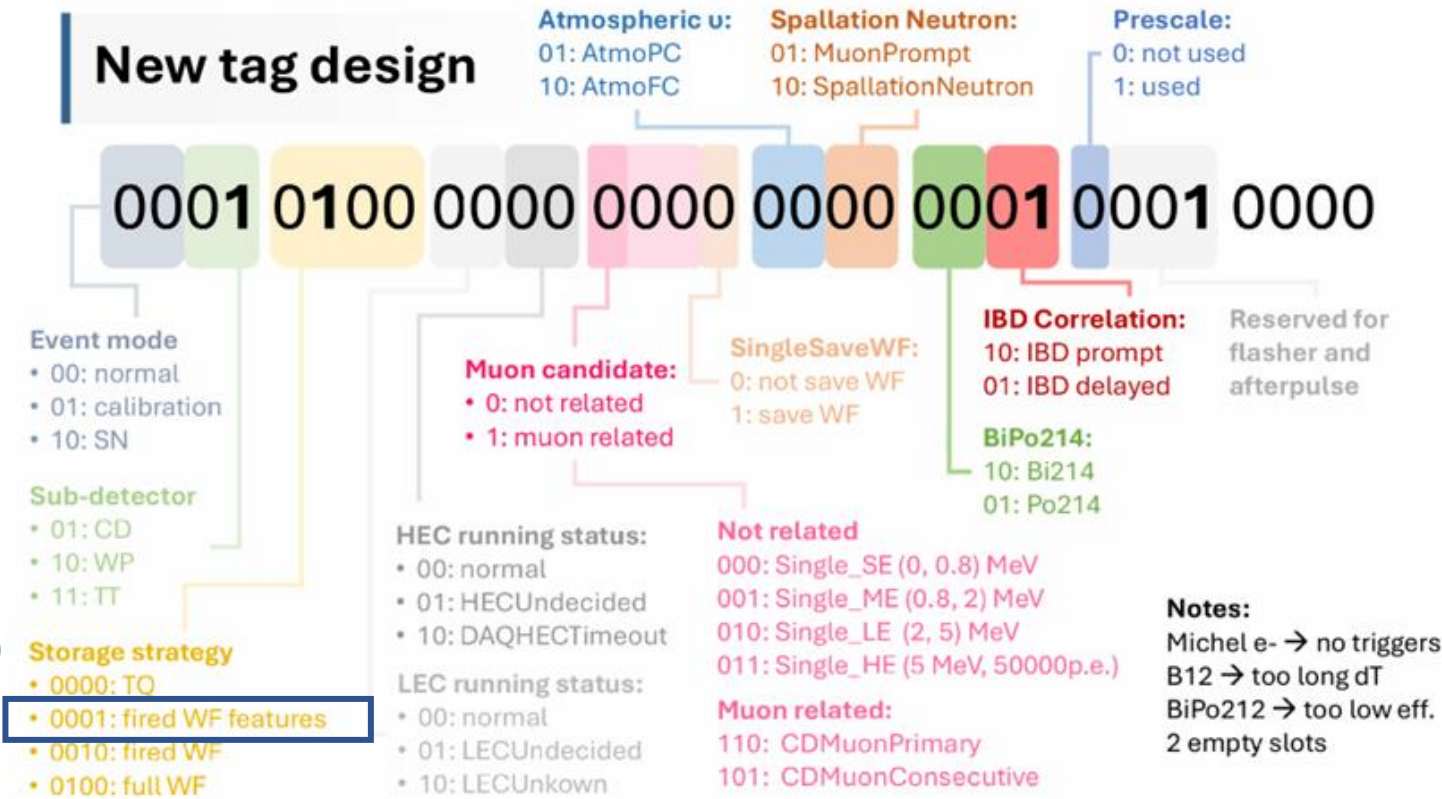 New tag design
Atmospheric υ:
01: AtmoPC
10: AtmoFC
Spallation Neutron:
01: MuonPrompt
10: SpallationNeutron
Prescale:
0: not used
1: used
0001 0100 0000 0000 0000 0001 0001 0000
Event mode
• 00: normal
• 01: calibration
• 10: SN
Sub-detector
• 01: CD
• 10: WP
• 11: TT
Storage strategy
• 0000: TQ
• 0001: fired WF features
• 0010: fired WF
• 0100: full WF
HEC running status:
• 00: normal
• 01: HECUndecided
• 10: DAQHECTimeout
LEC running status:
• 00: normal
• 01: LECUndecided
• 10: LECUnkown
Muon candidate:
• 0: not related
• 1: muon related
SingleSaveWF:
0: not save WF
1: save WF
Not related
000: Single_SE (0, 0.8) MeV
001: Single_ME (0.8, 2) MeV
010: Single_LE (2, 5) MeV
011: Single_HE (5 MeV, 50000p.e.)
Muon related:
110: CDMuonPrimary
101: CDMuonConsecutive
IBD Correlation:
10: IBD prompt
01: IBD delayed
BiPo214:
10: Bi214
01: Po214
Reserved for
flasher and
afterpulse
Notes:
Michel e- → no triggers
B12 → too long dT
BiPo212 → too low eff.
2 empty slots